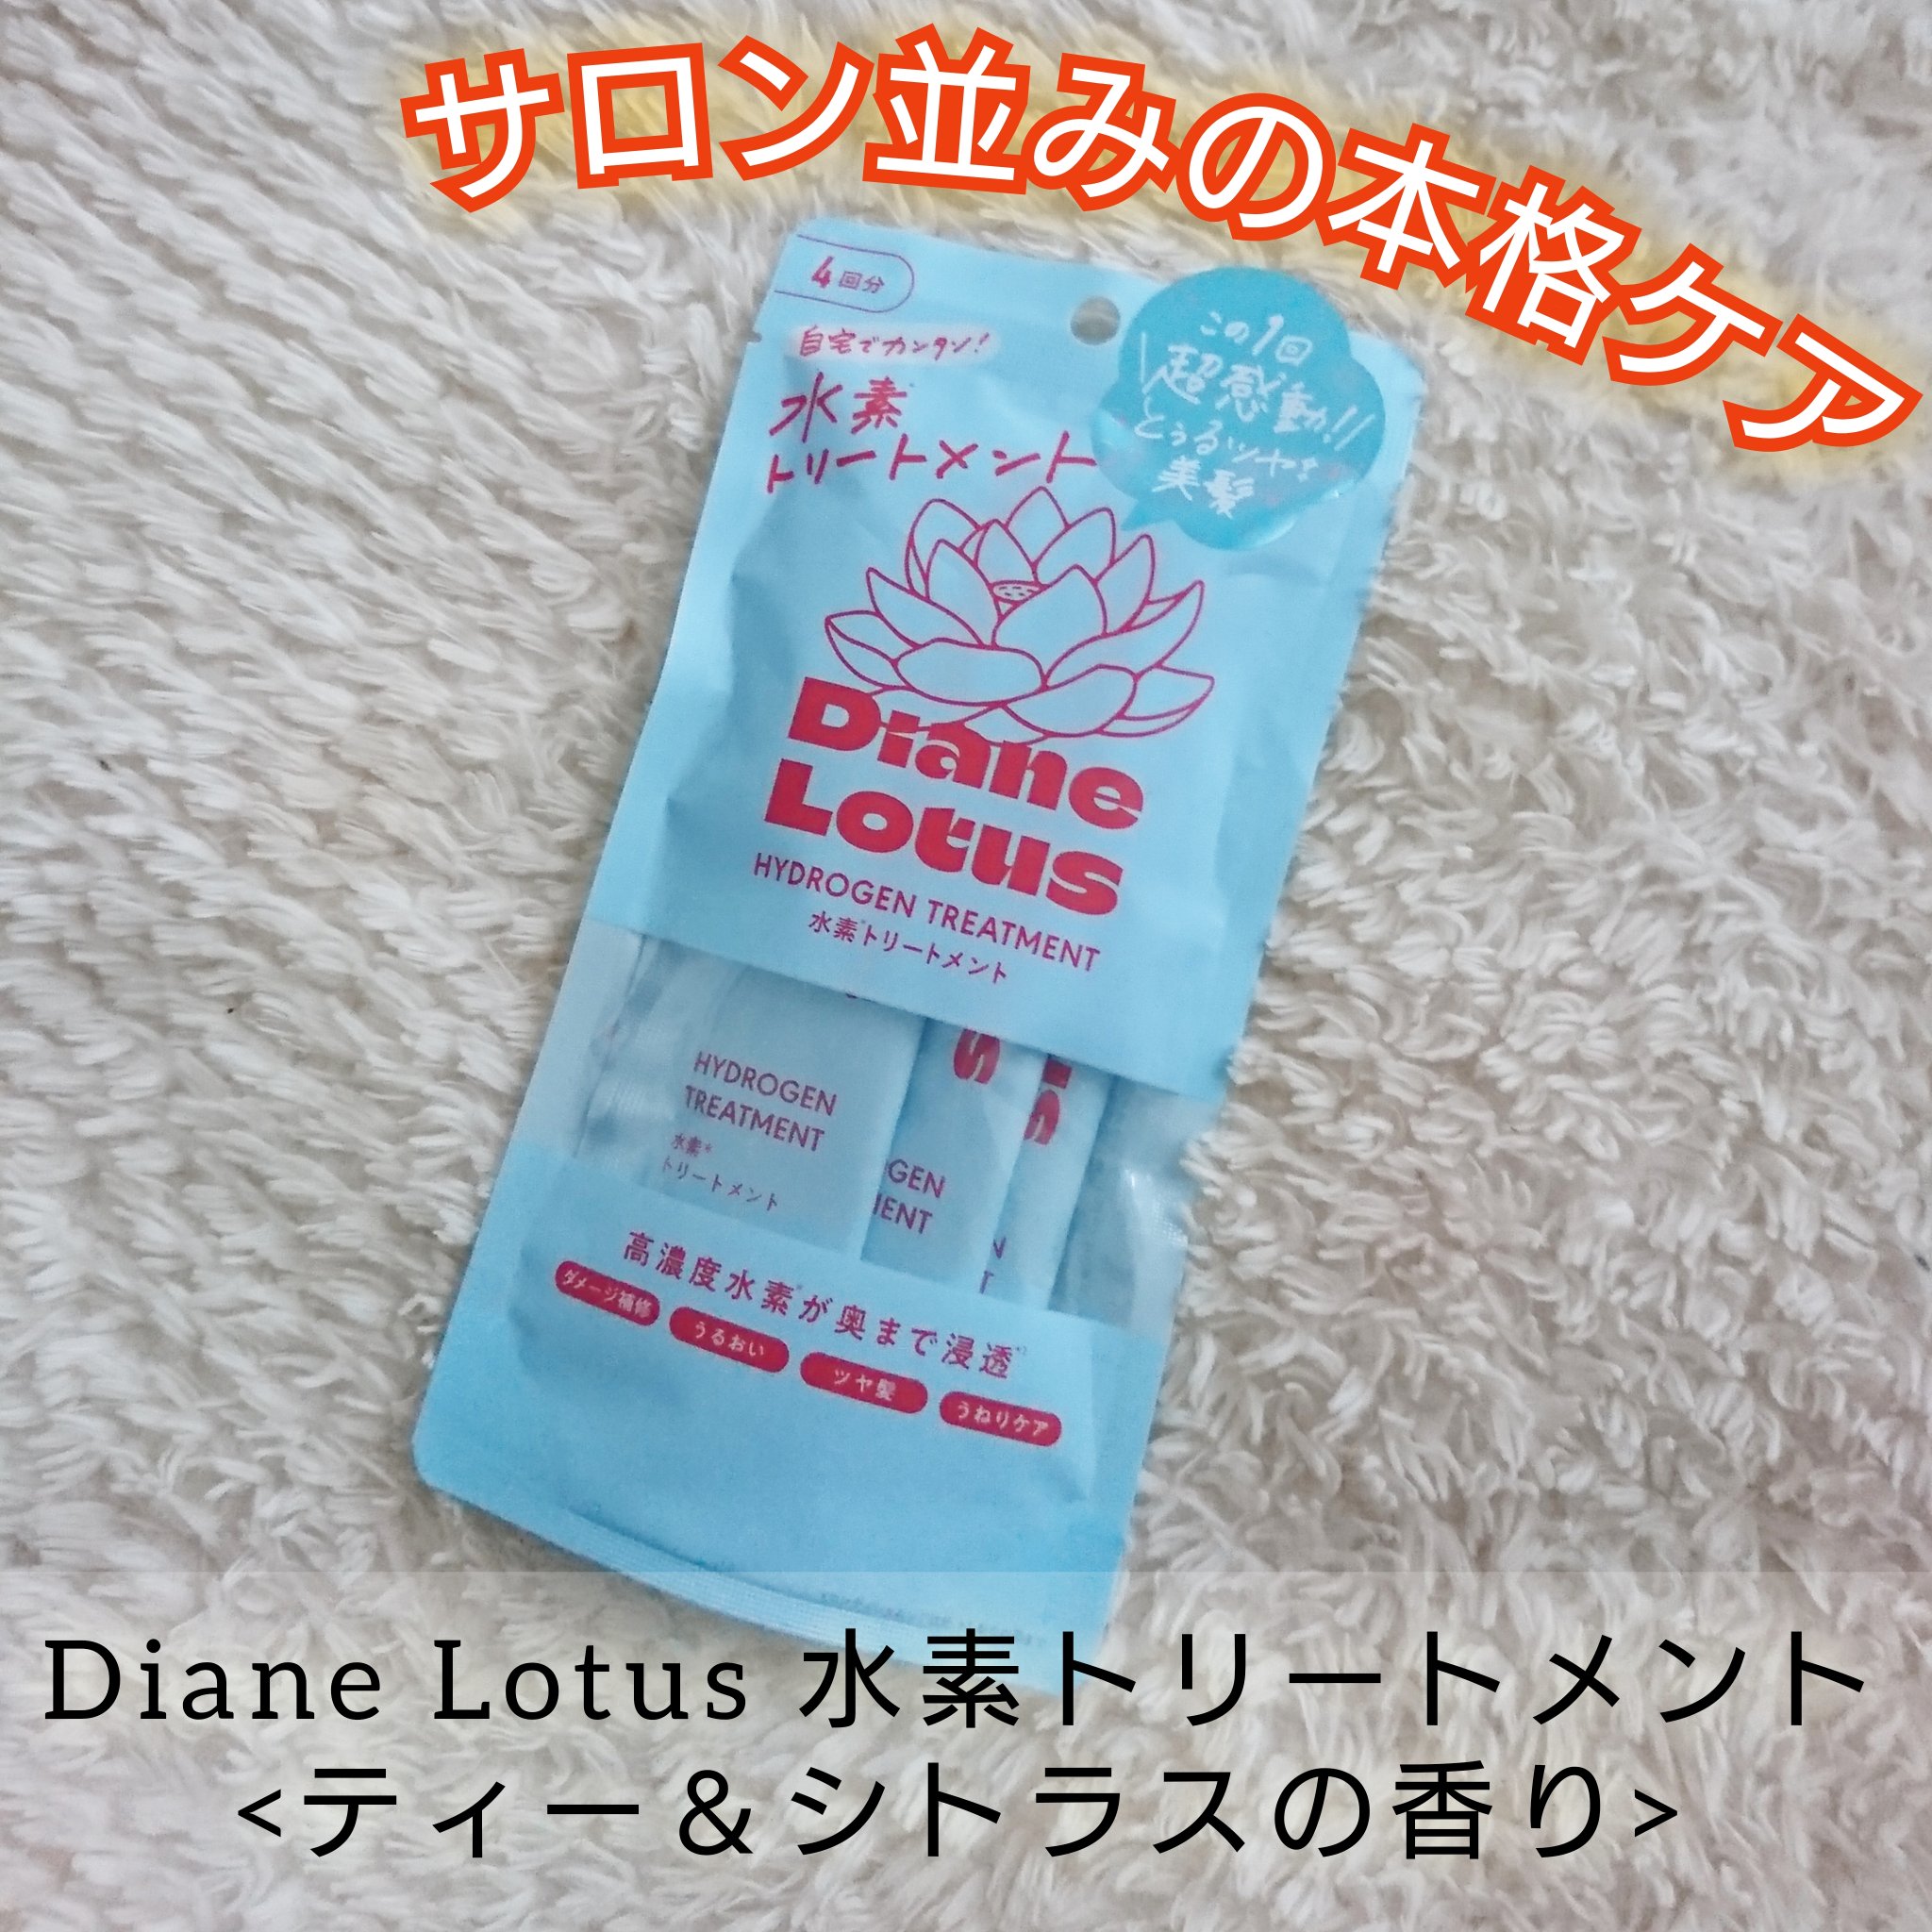 サロン並みの本格ケア
4回分
自宅でカンタン!
水素*
トリートメント
この1回
超感動!!
とぅるツヤ
美髪
Diane
Lotus
HYDROGEN TREATMENT
水素*トリートメント
S
HYDROGEN
TREATMENT
水素*
トリートメント
GEN
ENT
N
T
高濃度水素*が奥まで浸透
ダメージ補修
うるおい
ツヤ髪
うねりケア
Diane Lotus 水素トリートメント
<ティー&シトラスの香り>